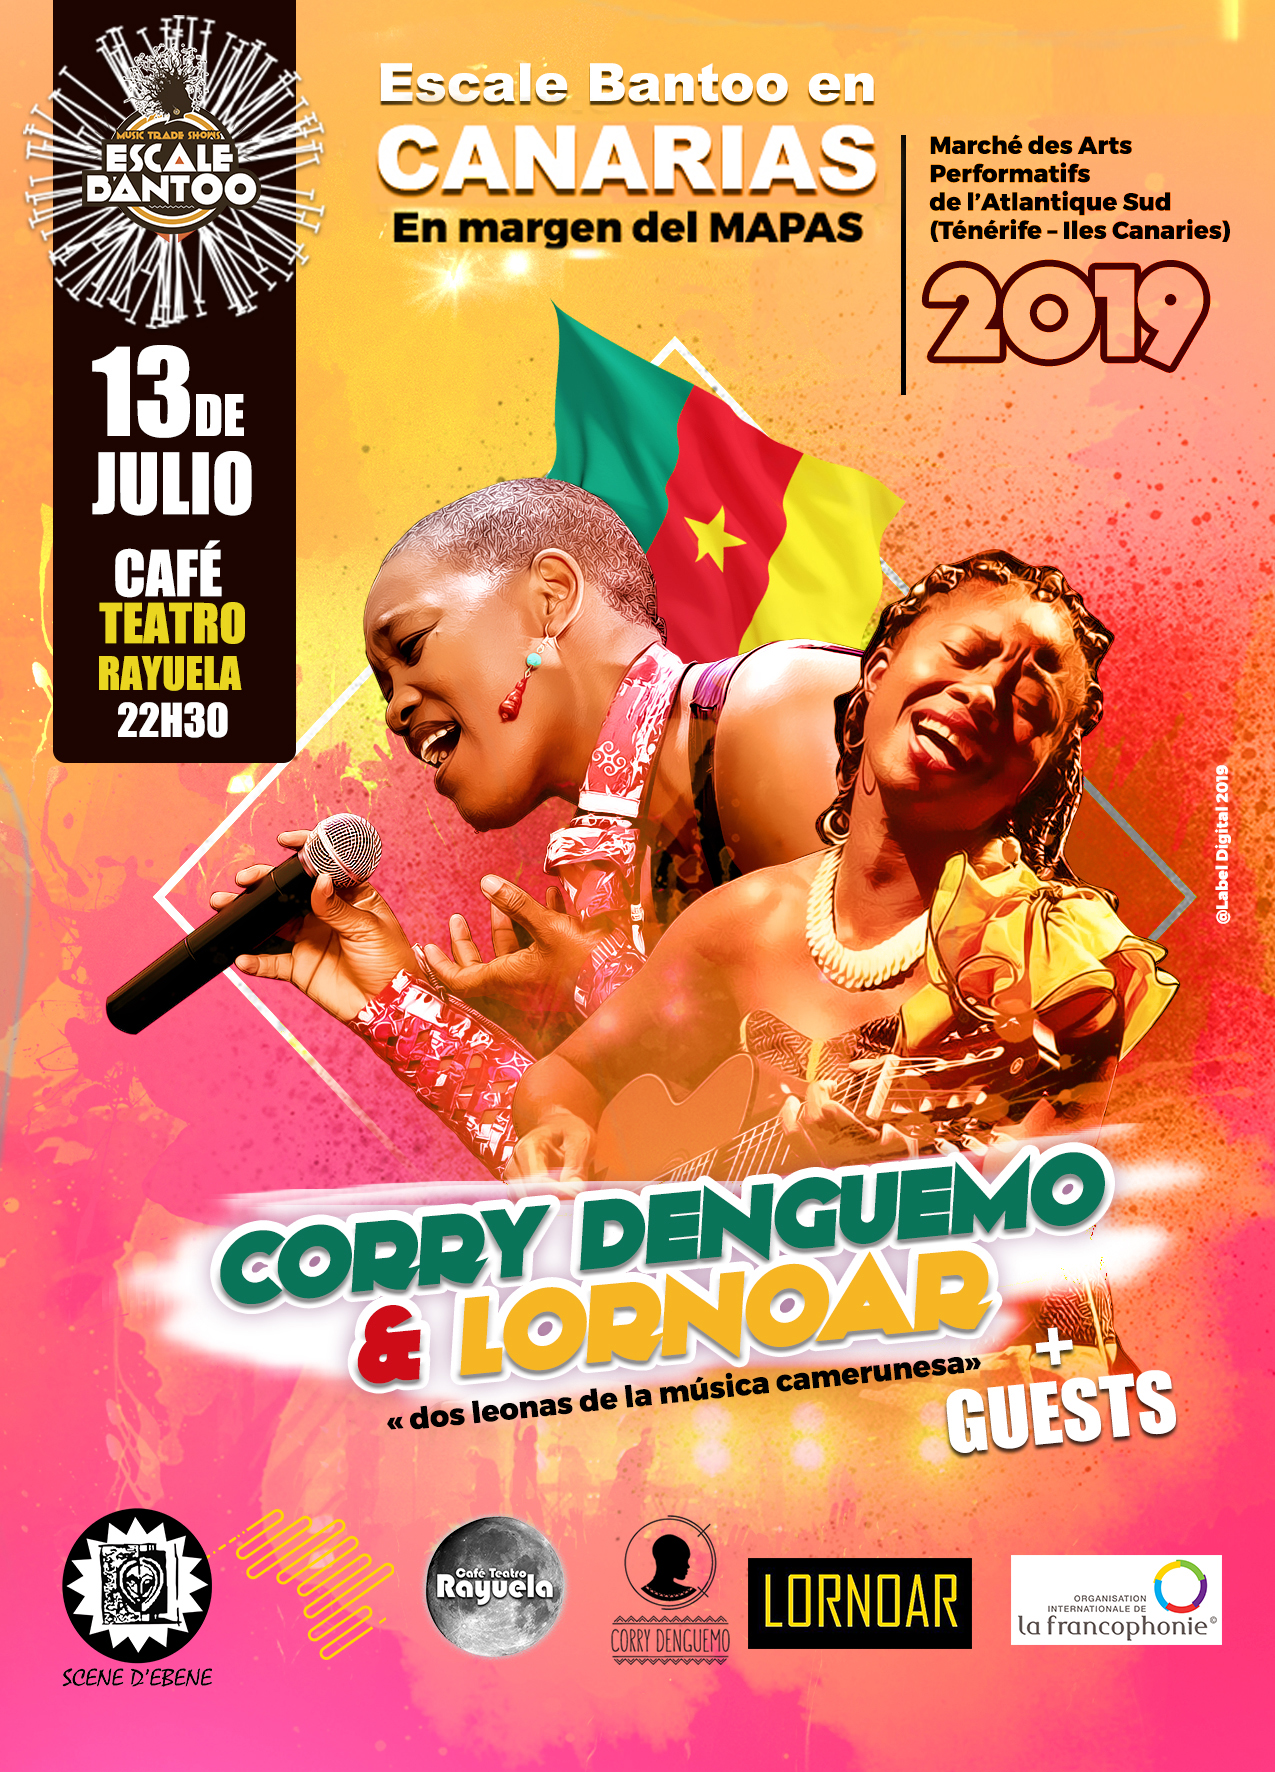 MUSIC TRADE SHOWS
ESCALE
BANTOO
13 DE
JULIO
CAFÉ
TEATRO
RAYUELA
22H30
Escale Bantoo en
CANARIAS
En margen del MAPAS
Marché des Arts
Performatifs
de l’Atlantique Sud
(Ténérife – Iles Canaries)
2019
@Label Digital 2019
CORRY DENGUEMO
& LORNOAR
« dos leonas de la música camerunesa»
+
GUESTS
SCENE D'EBENE
Café Teatro
Rayuela
CORRY DENGUEMO
LORNOAR
ORGANISATION
INTERNATIONALE DE
la francophonie©